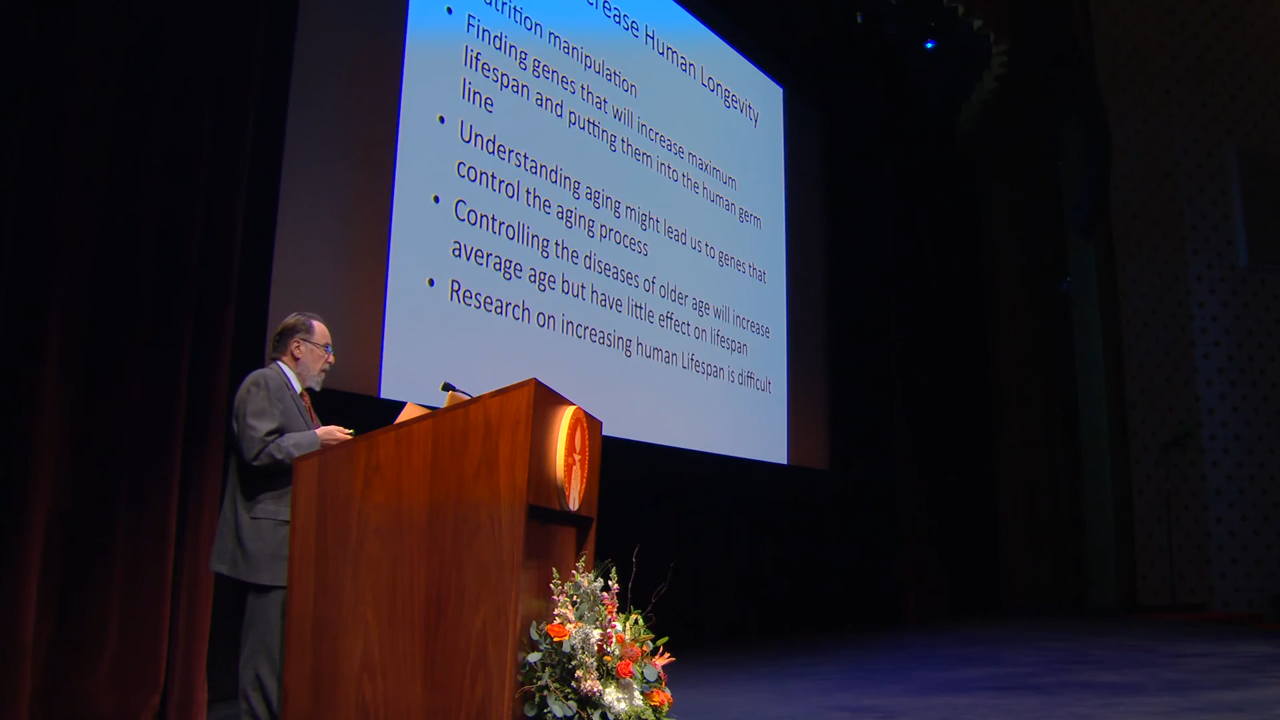 Human Longevity
manipulation
• Finding genes that will increase maximum
lifespan and putting them into the human germ
line
• Understanding aging might lead us to genes that
control the aging process
• Controlling the diseases of older age will increase
average age but have little effect on lifespan
• Research on increasing human Lifespan is difficult